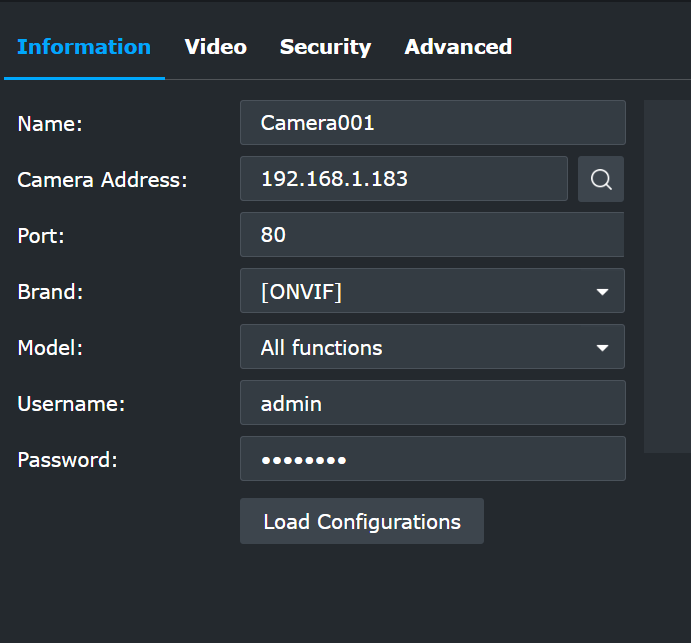 Information Video Security Advanced
Name: Camera001
Camera Address: 192.168.1.183
Port: 80
Brand: [ONVIF]
Model: All functions
Username: admin
Password: ••••••••
Load Configurations